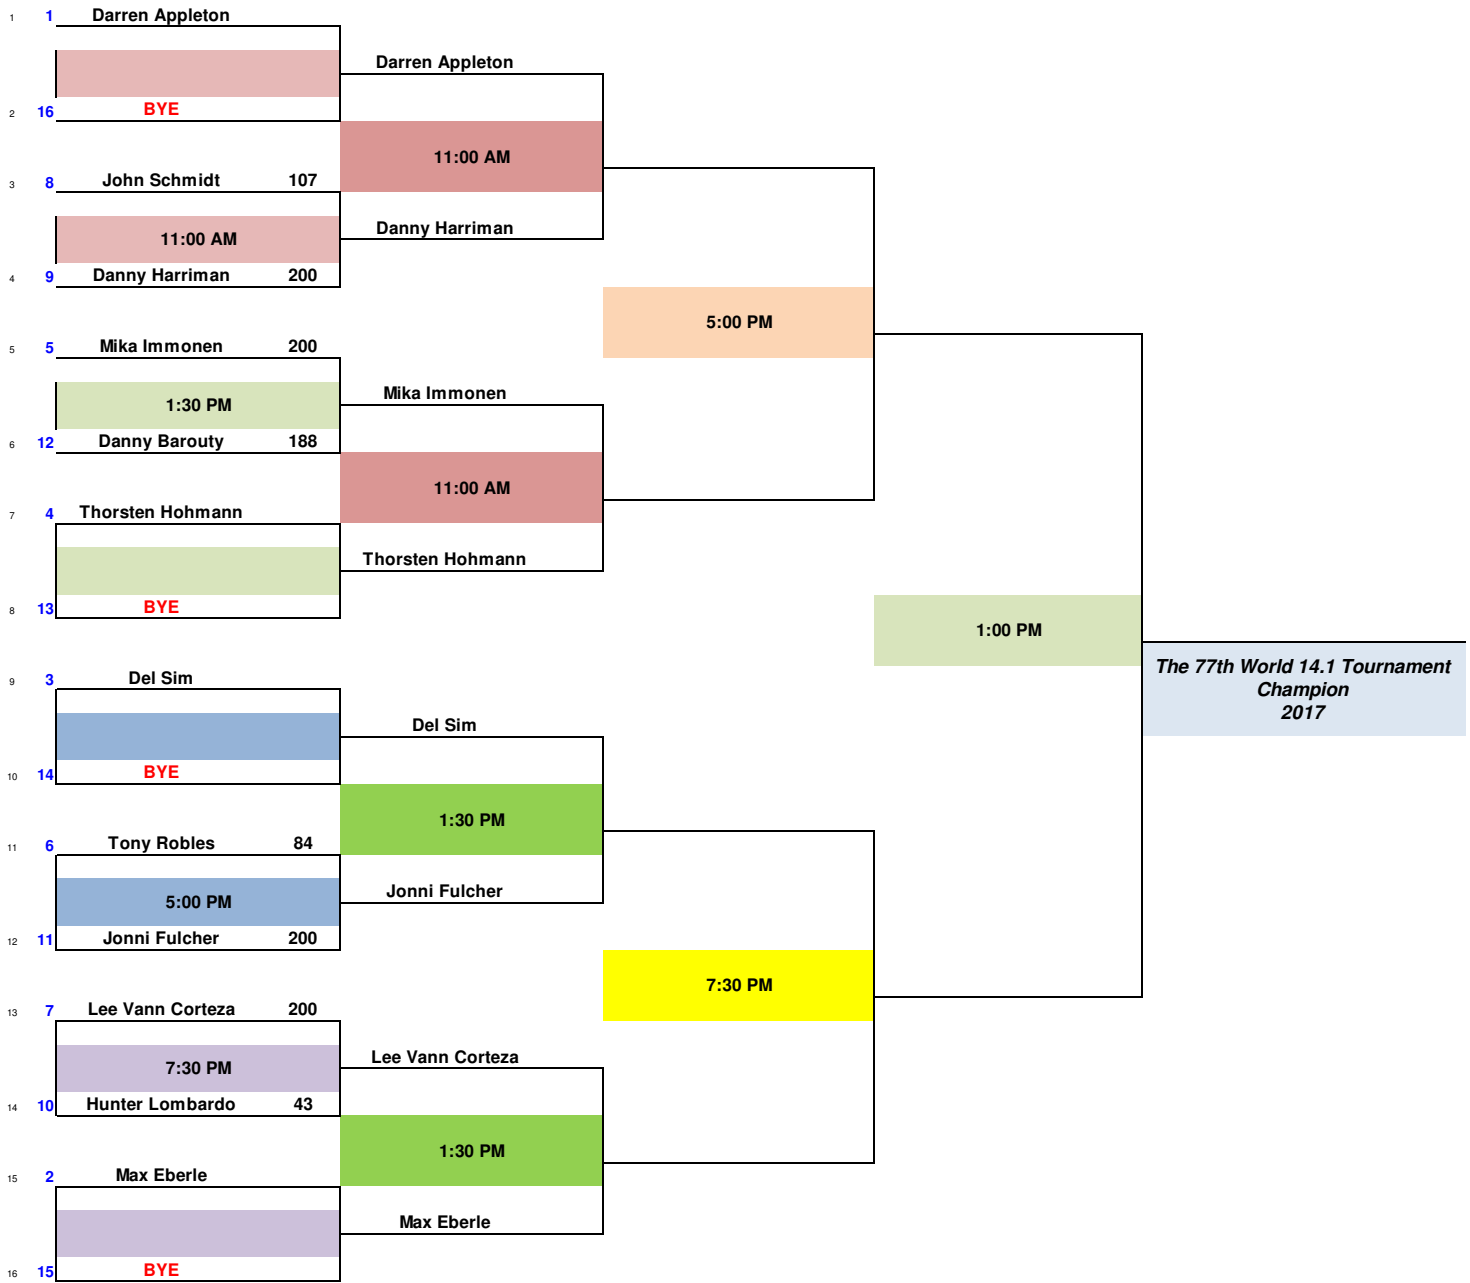 1 1 Darren Appleton
Darren Appleton
2 16 BYE
11:00 AM
3 8 John Schmidt 107
Danny Harriman
11:00 AM
4 9 Danny Harriman 200
5:00 PM
5 5 Mika Immonen 200
Mika Immonen
1:30 PM
6 12 Danny Barouty 188
11:00 AM
7 4 Thorsten Hohmann
Thorsten Hohmann
8 13 BYE
1:00 PM
The 77th World 14.1 Tournament
Champion
2017
9 3 Del Sim
Del Sim
10 14 BYE
1:30 PM
11 6 Tony Robles 84
Jonni Fulcher
5:00 PM
12 11 Jonni Fulcher 200
7:30 PM
13 7 Lee Vann Corteza 200
Lee Vann Corteza
7:30 PM
14 10 Hunter Lombardo 43
1:30 PM
15 2 Max Eberle
Max Eberle
16 15 BYE